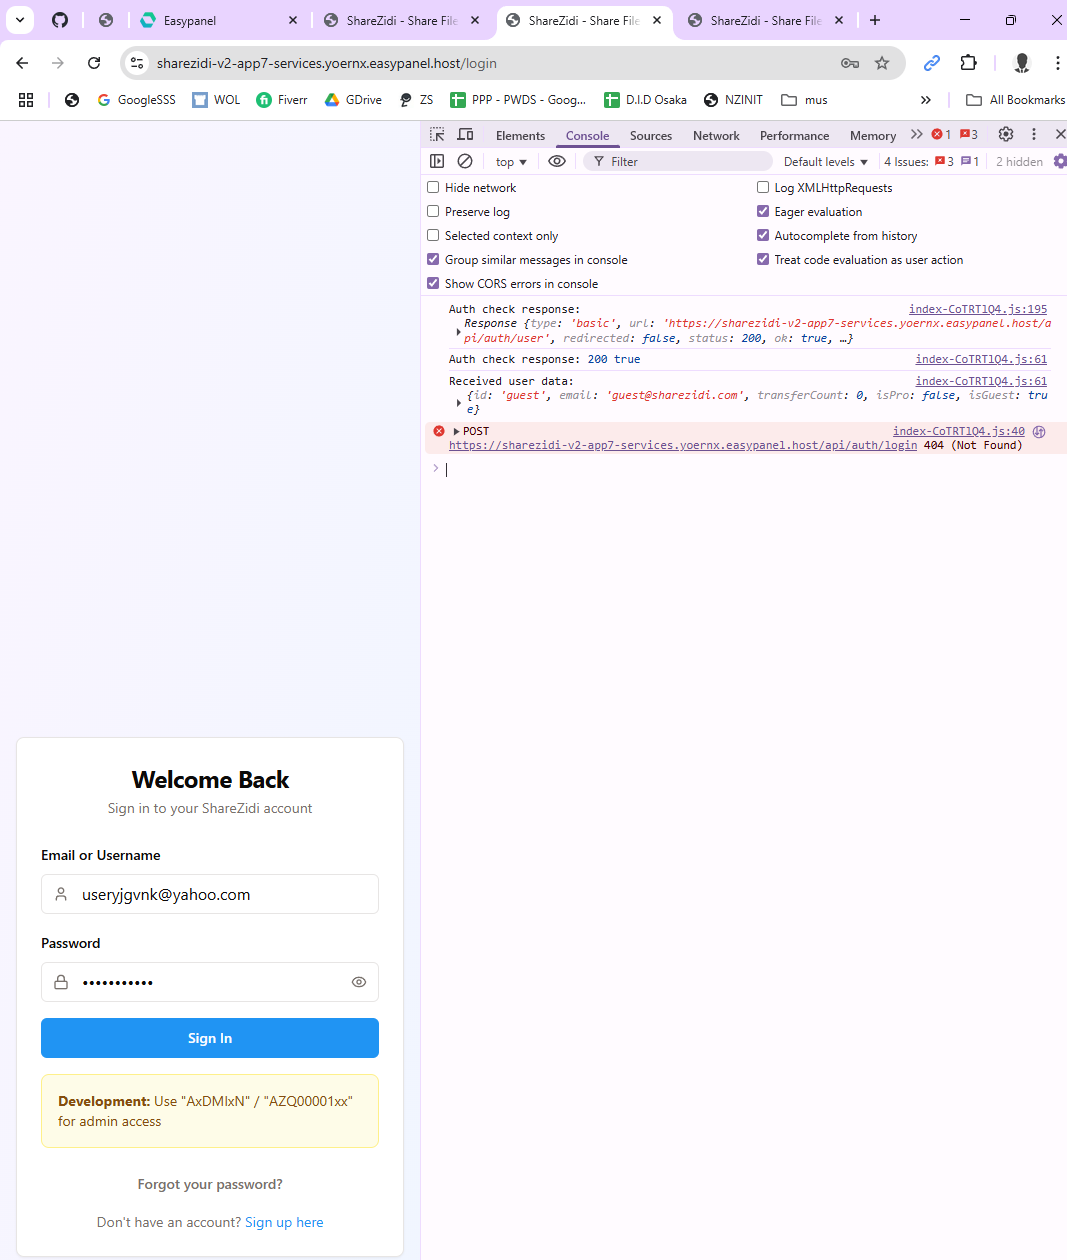 Easypanel
ShareZidi - Share File
ShareZidi - Share File
ShareZidi - Share File
sharezidi-v2-app7-services.yoernx.easypanel.host/login
GoogleSSS
WOL
Fiverr
GDrive
ZS
PPP - PWDS - Goog...
D.I.D Osaka
NZINIT
mus
All Bookmarks
Elements
Console
Sources
Network
Performance
Memory
1
3
top
Filter
Default levels
4 Issues:
3
1
2 hidden
Hide network
Log XMLHttpRequests
Preserve log
Eager evaluation
Selected context only
Autocomplete from history
Group similar messages in console
Treat code evaluation as user action
Show CORS errors in console
Auth check response: index-CoTRTlQ4.js:195
Response {type: 'basic', url: 'https://sharezidi-v2-app7-services.yoernx.easypanel.host/a
pi/auth/user', redirected: false, status: 200, ok: true, …}
Auth check response: 200 true index-CoTRTlQ4.js:61
Received user data: index-CoTRTlQ4.js:61
{id: 'guest', email: 'guest@sharezidi.com', transferCount: 0, isPro: false, isGuest: tru
e}
POST index-CoTRTlQ4.js:40
https://sharezidi-v2-app7-services.yoernx.easypanel.host/api/auth/login 404 (Not Found)
Welcome Back
Sign in to your ShareZidi account
Email or Username
useryjgvnk@yahoo.com
Password
•••••••••••
Sign In
Development: Use "AxDMIxN" / "AZQ00001xx"
for admin access
Forgot your password?
Don't have an account? Sign up here